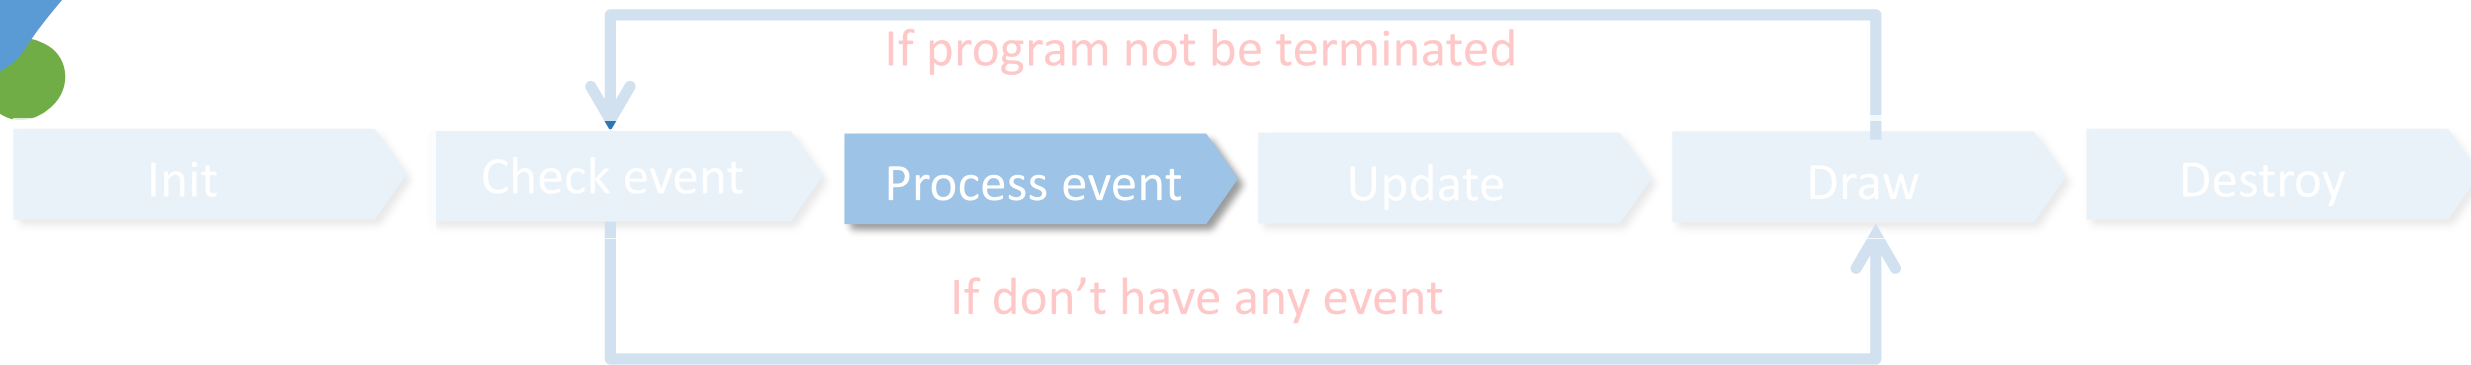 If program not be terminated
Init
Check event
Process event
Update
Draw
Destroy
If don’t have any event